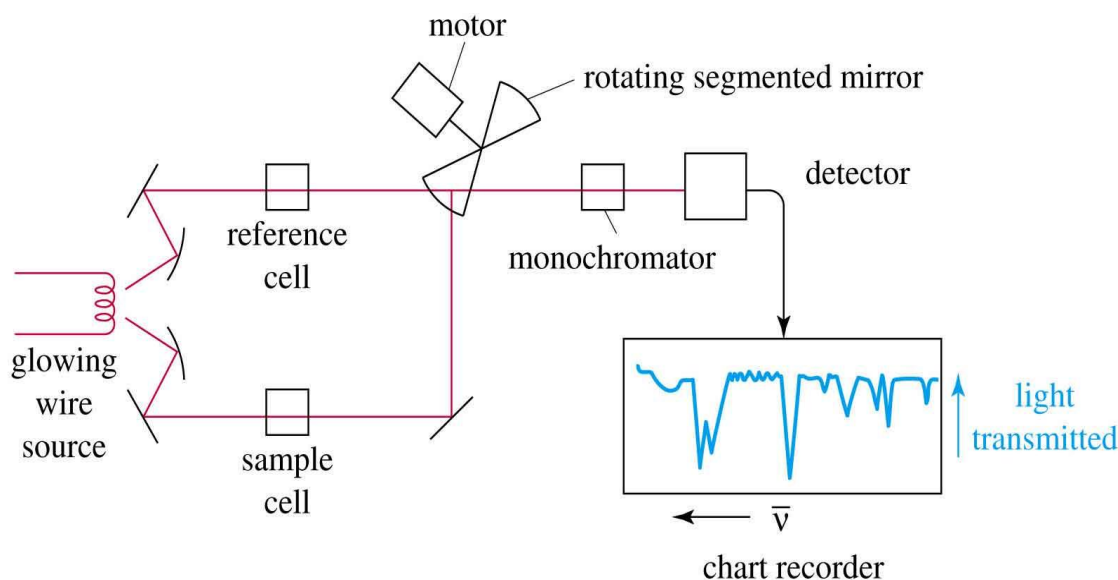 motor
rotating segmented mirror
detector
reference
cell
monochromator
glowing
wire
source
sample
cell
light
transmitted
ν̅
chart recorder